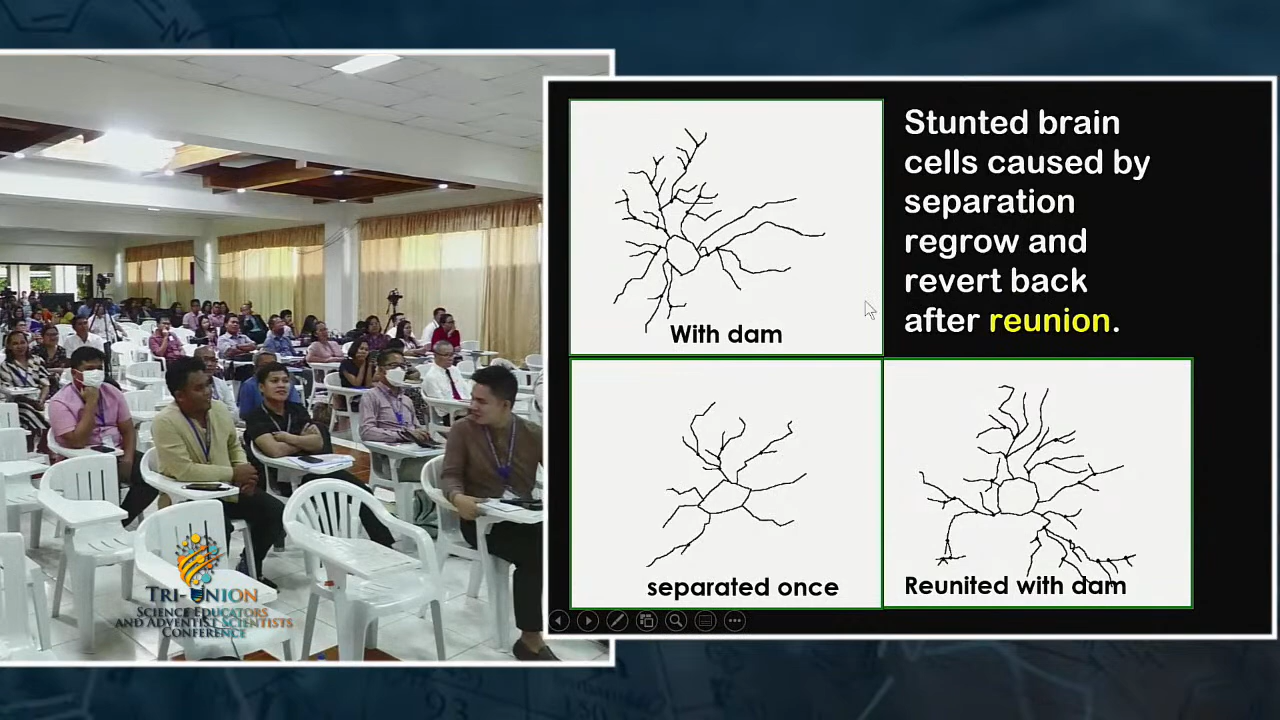 Stunted brain
cells caused by
separation
regrow and
revert back
after reunion.
With dam
separated once
Reunited with dam
TRI-UNION
SCIENCE EDUCATORS
AND ADVENTIST SCIENTISTS
CONFERENCE